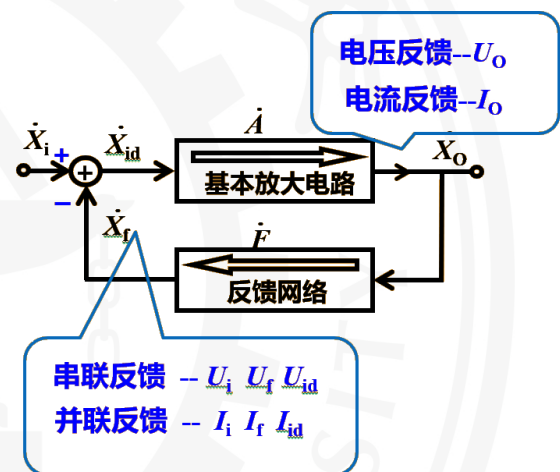 电压反馈--UO
电流反馈--IO
Ȧ
Ẋi + Ẋid ẊO
+
基本放大电路
−
Ẋf Ḟ
反馈网络
串联反馈 -- Ui Uf Uid
并联反馈 -- Ii If Iid